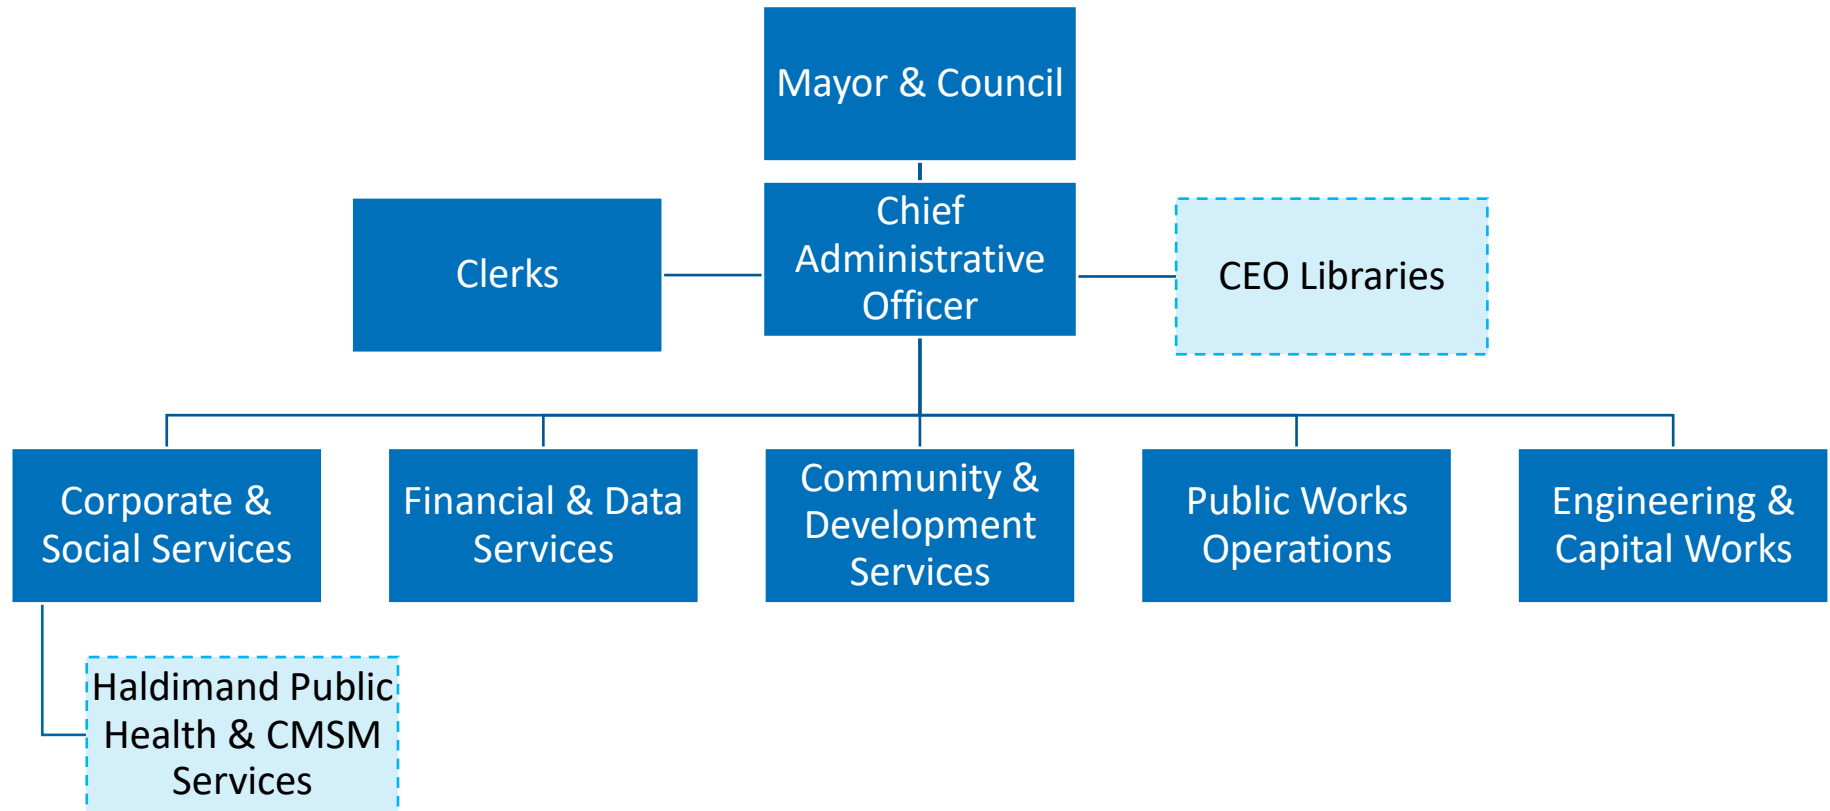 Mayor & Council
Clerks
Chief
Administrative
Officer
CEO Libraries
Corporate &
Social Services
Financial & Data
Services
Community &
Development
Services
Public Works
Operations
Engineering &
Capital Works
Haldimand Public
Health & CMSM
Services